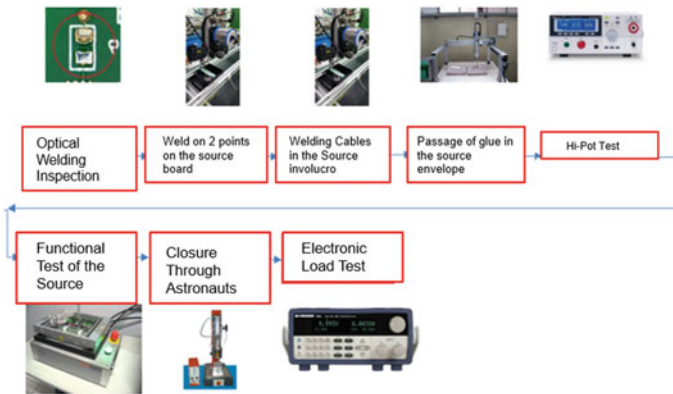 Optical
Welding
Inspection
Weld on 2 points
on the source
board
Welding Cables
in the Source
involucro
Passage of glue in
the source
envelope
Hi-Pot Test
Functional
Test of the
Source
Closure
Through
Astronauts
Electronic
Load Test